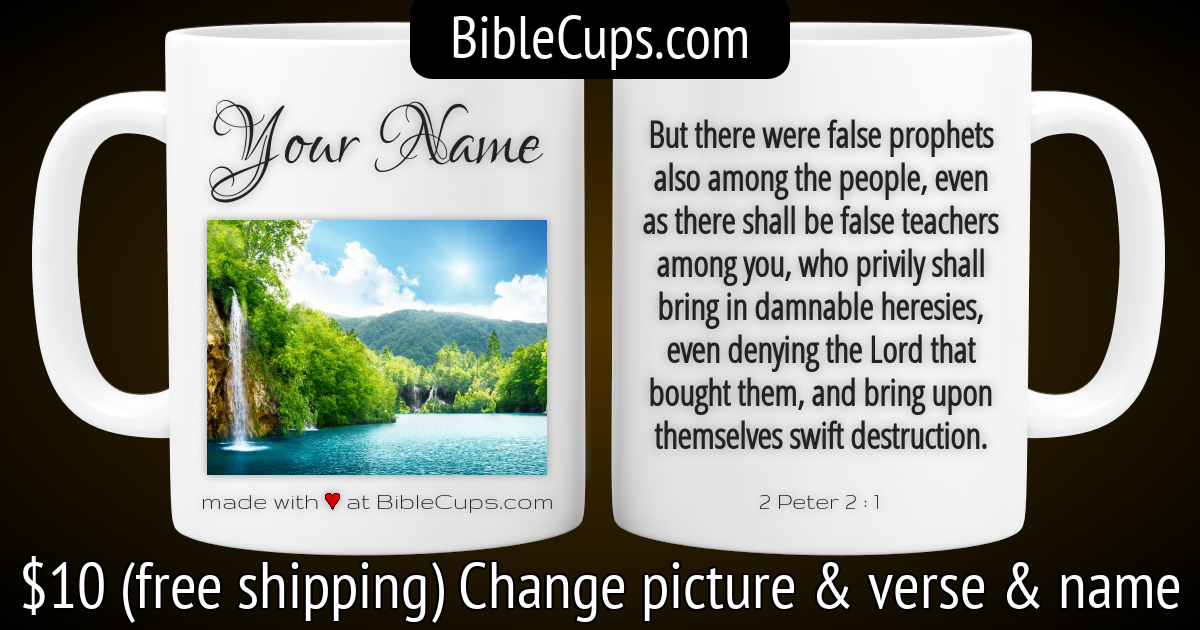 BibleCups.com
Your Name
made with ♥ at BibleCups.com
But there were false prophets
also among the people, even
as there shall be false teachers
among you, who privily shall
bring in damnable heresies,
even denying the Lord that
bought them, and bring upon
themselves swift destruction.
2 Peter 2 : 1
$10 (free shipping) Change picture & verse & name